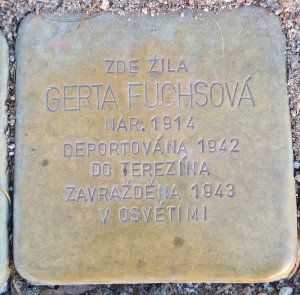 ZDE ŽILA
GERTA FUCHSOVÁ
NAR. 1914
DEPORTOVÁNA 1942
DO TEREZÍNA
ZAVRAŽDĚNA 1943
V OSVĚTIMI